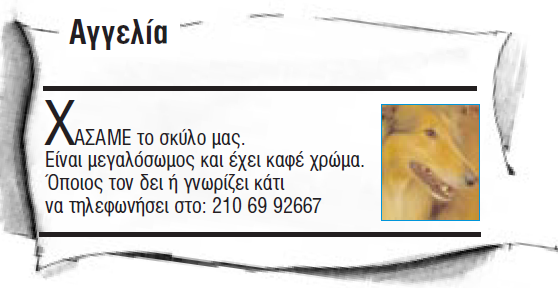 Αγγελία
ΧΑΣΑΜΕ το σκύλο μας.
Είναι μεγαλόσωμος και έχει καφέ χρώμα.
Όποιος τον δει ή γνωρίζει κάτι
να τηλεφωνήσει στο: 210 69 92667